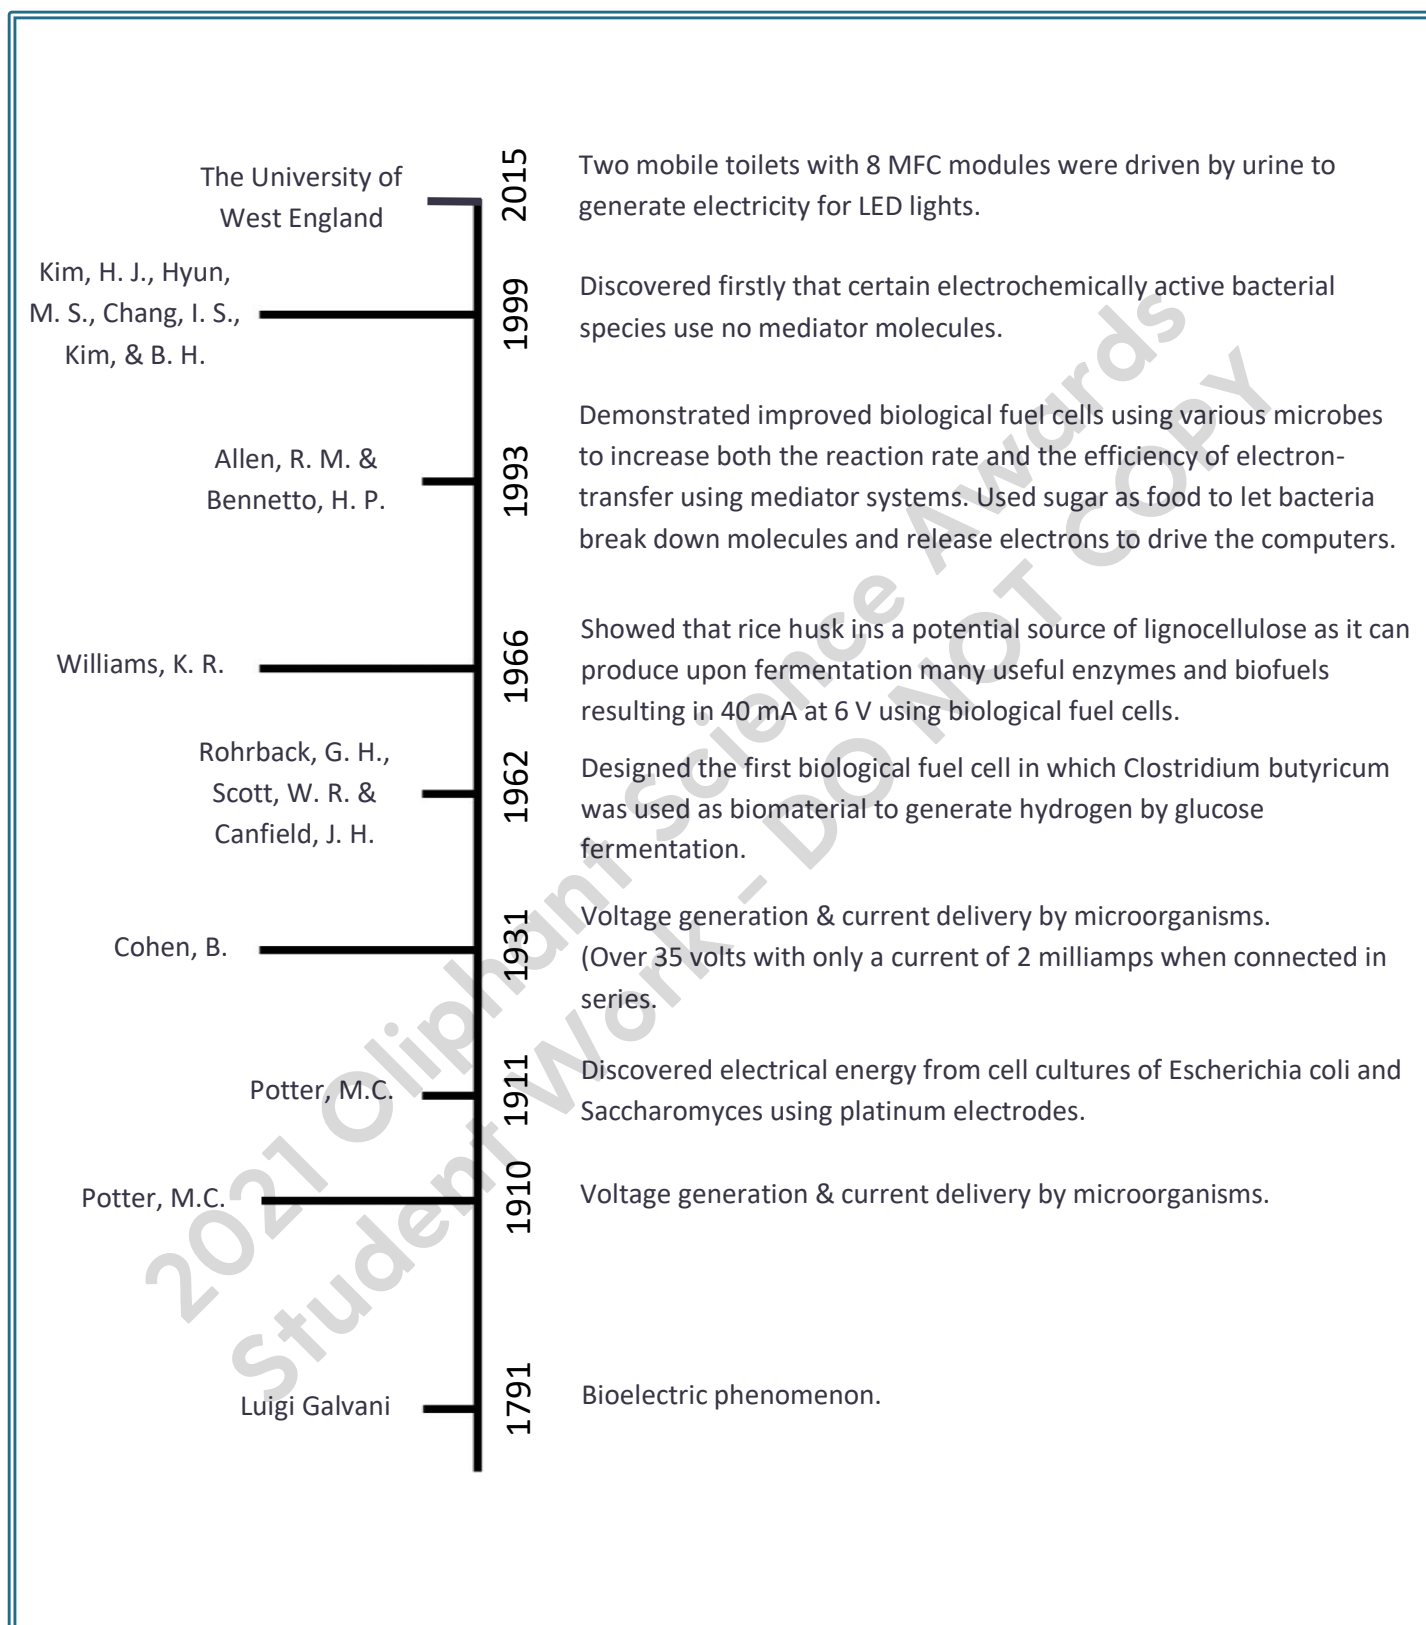 The University of
West England
2015
Two mobile toilets with 8 MFC modules were driven by urine to
generate electricity for LED lights.
Kim, H. J., Hyun,
M. S., Chang, I. S.,
Kim, & B. H.
1999
Discovered firstly that certain electrochemically active bacterial
species use no mediator molecules.
Allen, R. M. &
Bennetto, H. P.
1993
Demonstrated improved biological fuel cells using various microbes
to increase both the reaction rate and the efficiency of electron-
transfer using mediator systems. Used sugar as food to let bacteria
break down molecules and release electrons to drive the computers.
Williams, K. R.
1966
Showed that rice husk ins a potential source of lignocellulose as it can
produce upon fermentation many useful enzymes and biofuels
resulting in 40 mA at 6 V using biological fuel cells.
Rohrback, G. H.,
Scott, W. R. &
Canfield, J. H.
1962
Designed the first biological fuel cell in which Clostridium butyricum
was used as biomaterial to generate hydrogen by glucose
fermentation.
Cohen, B.
1931
Voltage generation & current delivery by microorganisms.
(Over 35 volts with only a current of 2 milliamps when connected in
series.
Potter, M.C.
1911
Discovered electrical energy from cell cultures of Escherichia coli and
Saccharomyces using platinum electrodes.
Potter, M.C.
1910
Voltage generation & current delivery by microorganisms.
Luigi Galvani
1791
Bioelectric phenomenon.
2021 Oliphant Science Awards
Student Work - DO NOT COPY